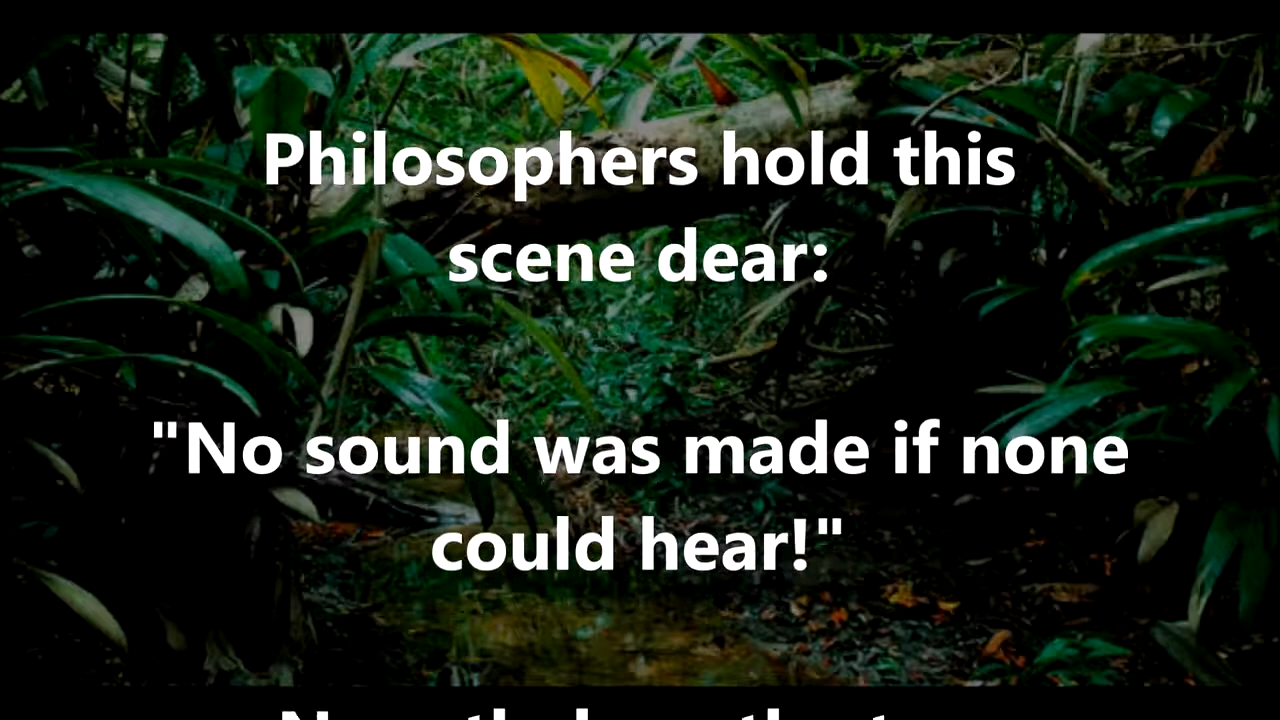 Philosophers hold this
scene dear:
"No sound was made if none
could hear!"